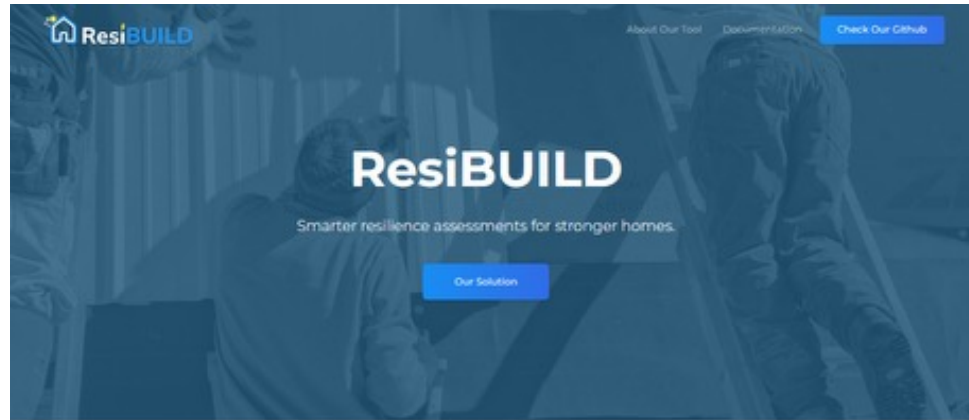 ResiBUILD
About Our Tool
Documentation
Check Our Github
ResiBUILD
Smarter resilience assessments for stronger homes.
Our Solution